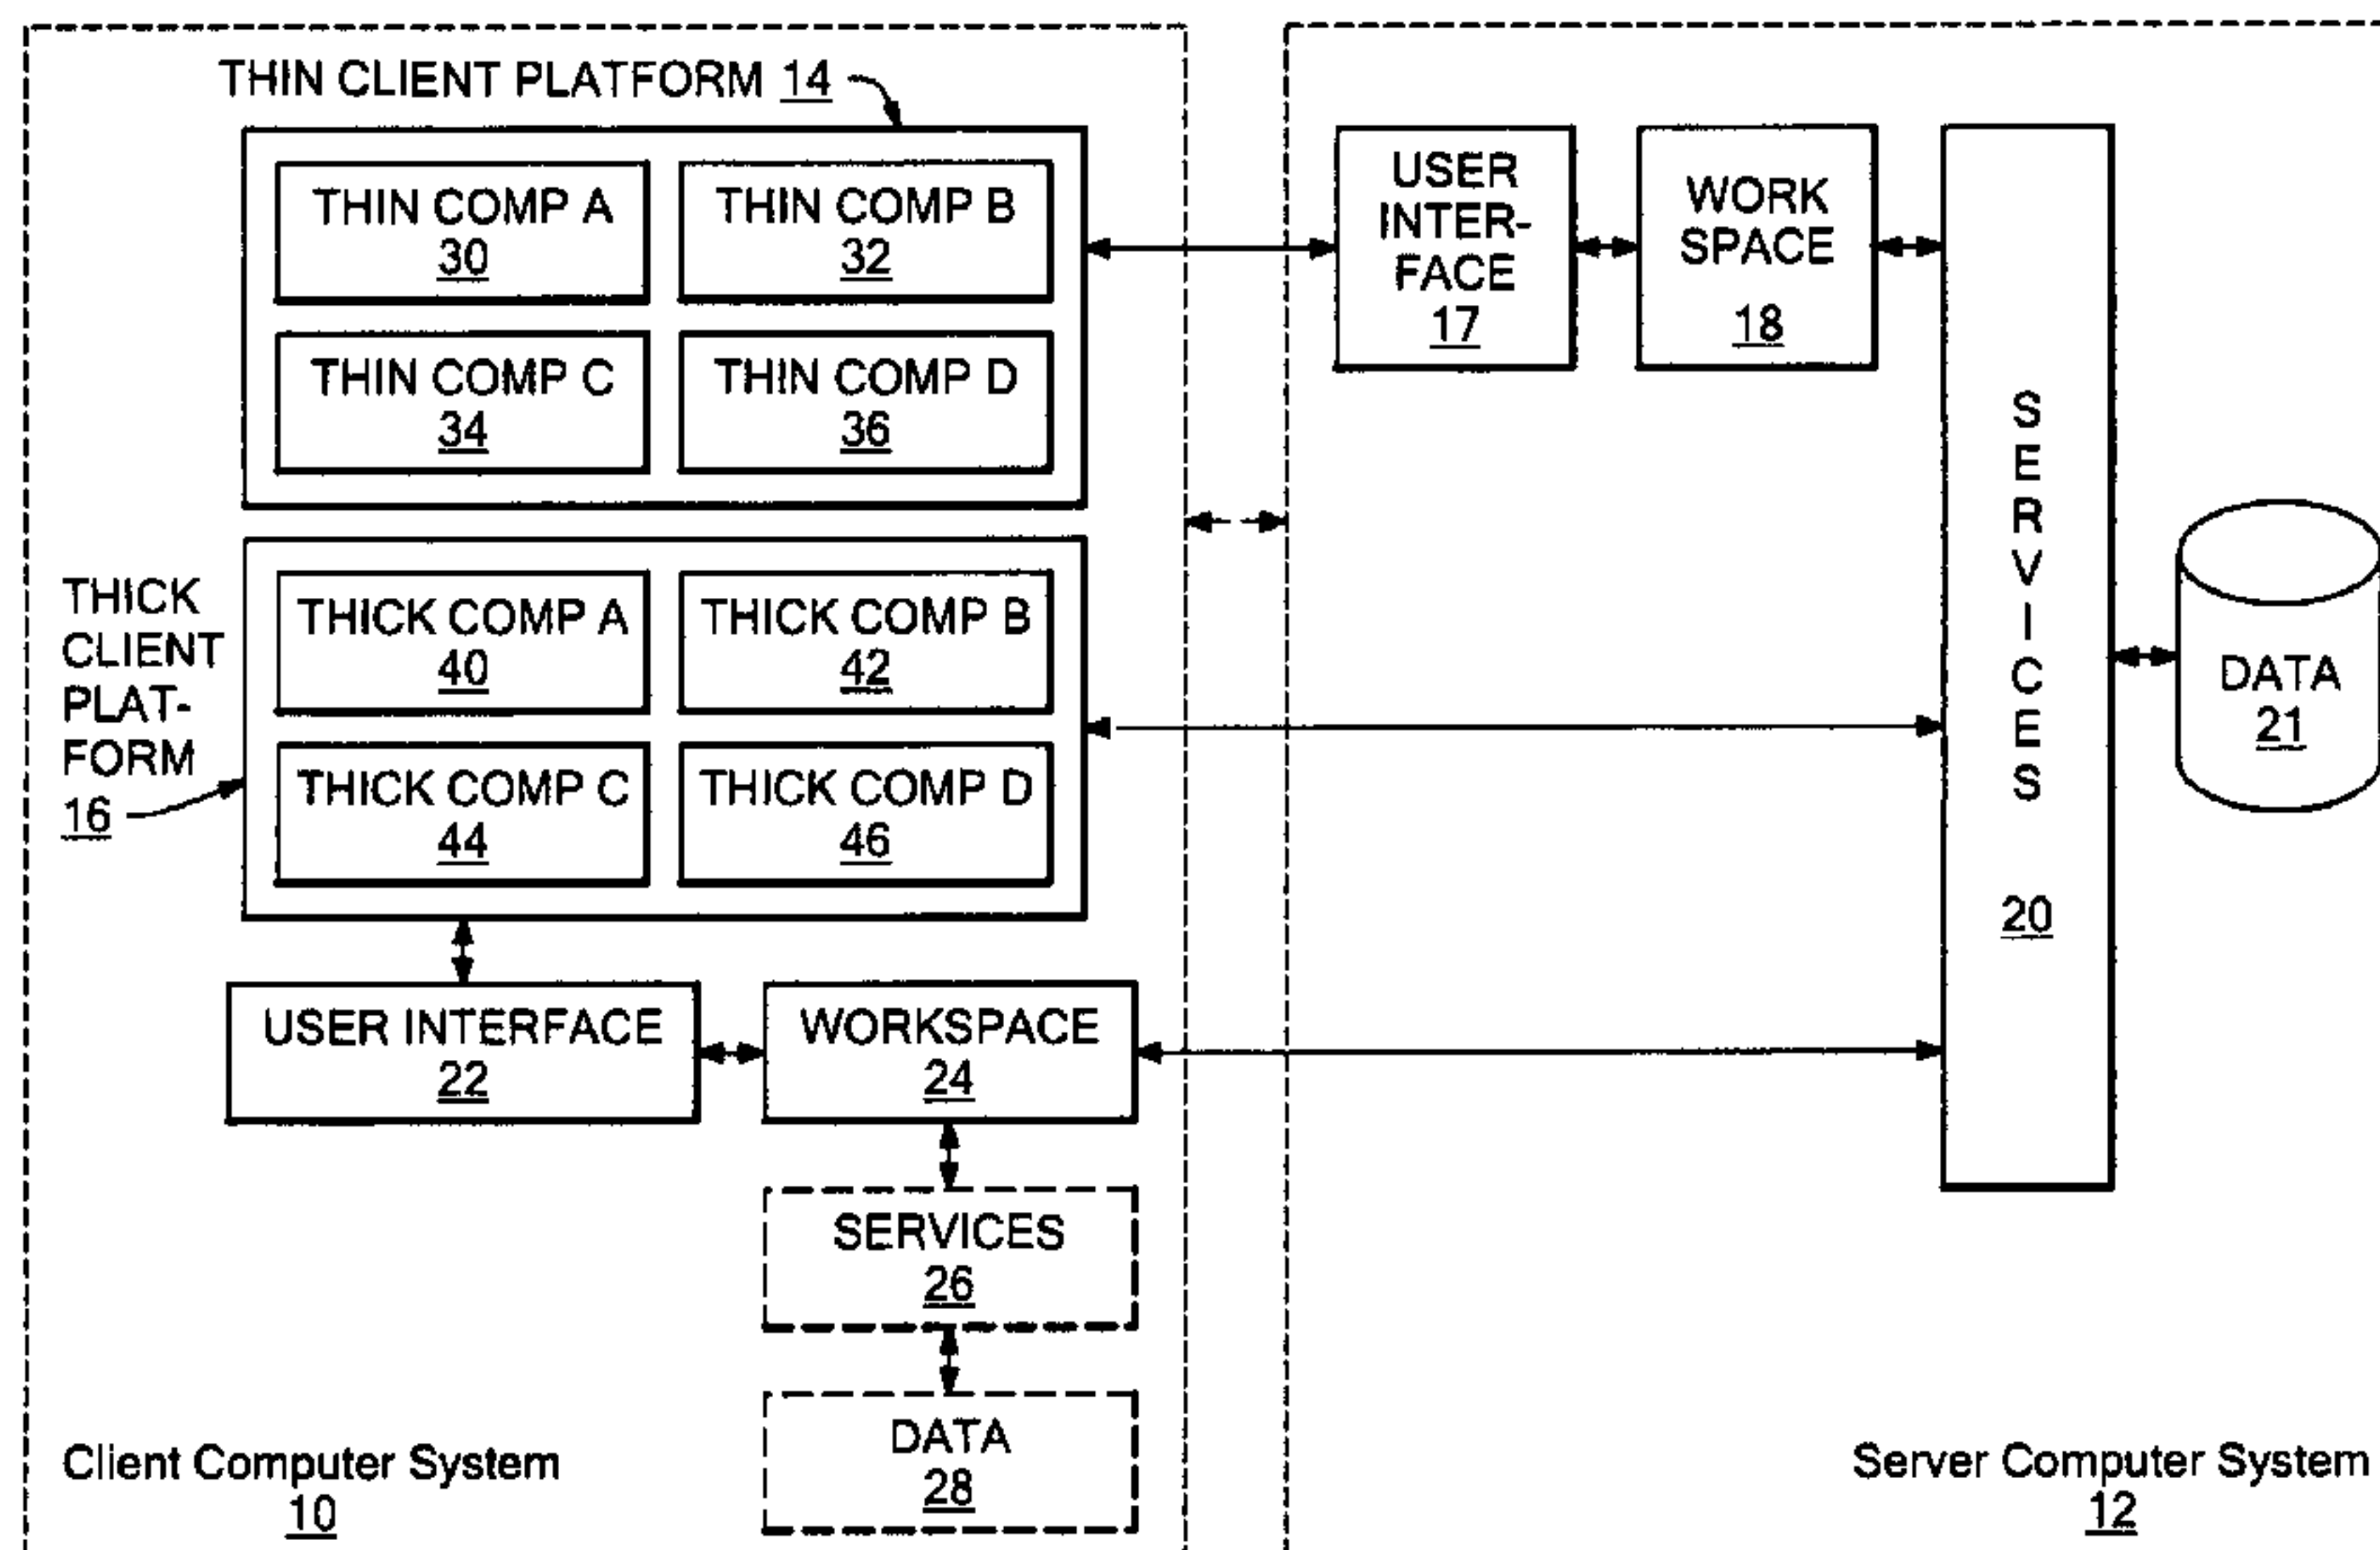 THIN CLIENT PLATFORM 14
THIN COMP A
30
THIN COMP B
32
THIN COMP C
34
THIN COMP D
36
THICK
CLIENT
PLAT-
FORM
16
THICK COMP A
40
THICK COMP B
42
THICK COMP C
44
THICK COMP D
46
USER INTERFACE
22
WORKSPACE
24
SERVICES
26
DATA
28
Client Computer System
10
USER
INTER-
FACE
17
WORK
SPACE
18
S
E
R
V
I
C
E
S
20
DATA
21
Server Computer System
12